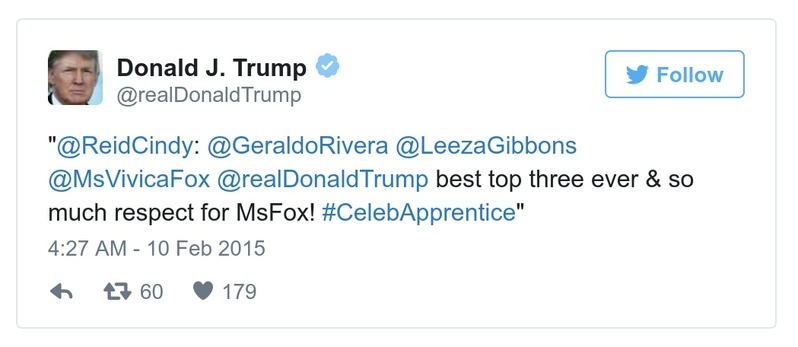 Donald J. Trump
@realDonaldTrump
Follow
"@ReidCindy: @GeraldoRivera @LeezaGibbons
@MsVivicaFox @realDonaldTrump best top three ever & so
much respect for MsFox! #CelebApprentice"
4:27 AM - 10 Feb 2015
60 179